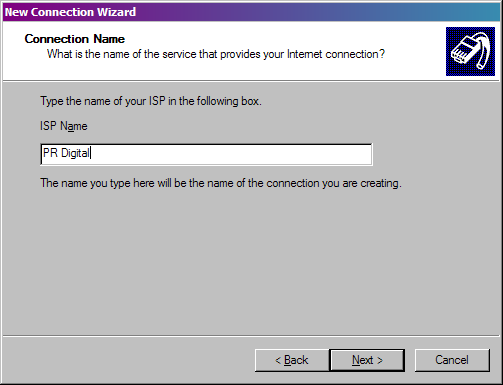 New Connection Wizard
Connection Name
What is the name of the service that provides your Internet connection?
Type the name of your ISP in the following box.
ISP Name
PR Digital
The name you type here will be the name of the connection you are creating.
< Back Next > Cancel